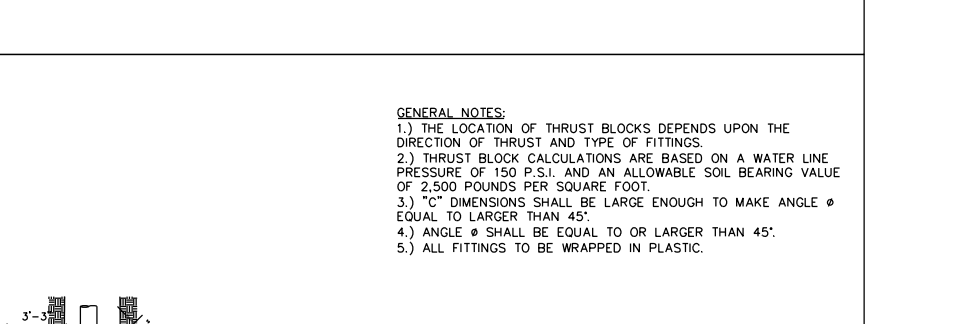 GENERAL NOTES:
1.) THE LOCATION OF THRUST BLOCKS DEPENDS UPON THE
DIRECTION OF THRUST AND TYPE OF FITTINGS.
2.) THRUST BLOCK CALCULATIONS ARE BASED ON A WATER LINE
PRESSURE OF 150 P.S.I. AND AN ALLOWABLE SOIL BEARING VALUE
OF 2,500 POUNDS PER SQUARE FOOT.
3.) "C" DIMENSIONS SHALL BE LARGE ENOUGH TO MAKE ANGLE ø
EQUAL TO LARGER THAN 45°.
4.) ANGLE ø SHALL BE EQUAL TO OR LARGER THAN 45°.
5.) ALL FITTINGS TO BE WRAPPED IN PLASTIC.
3'-3"